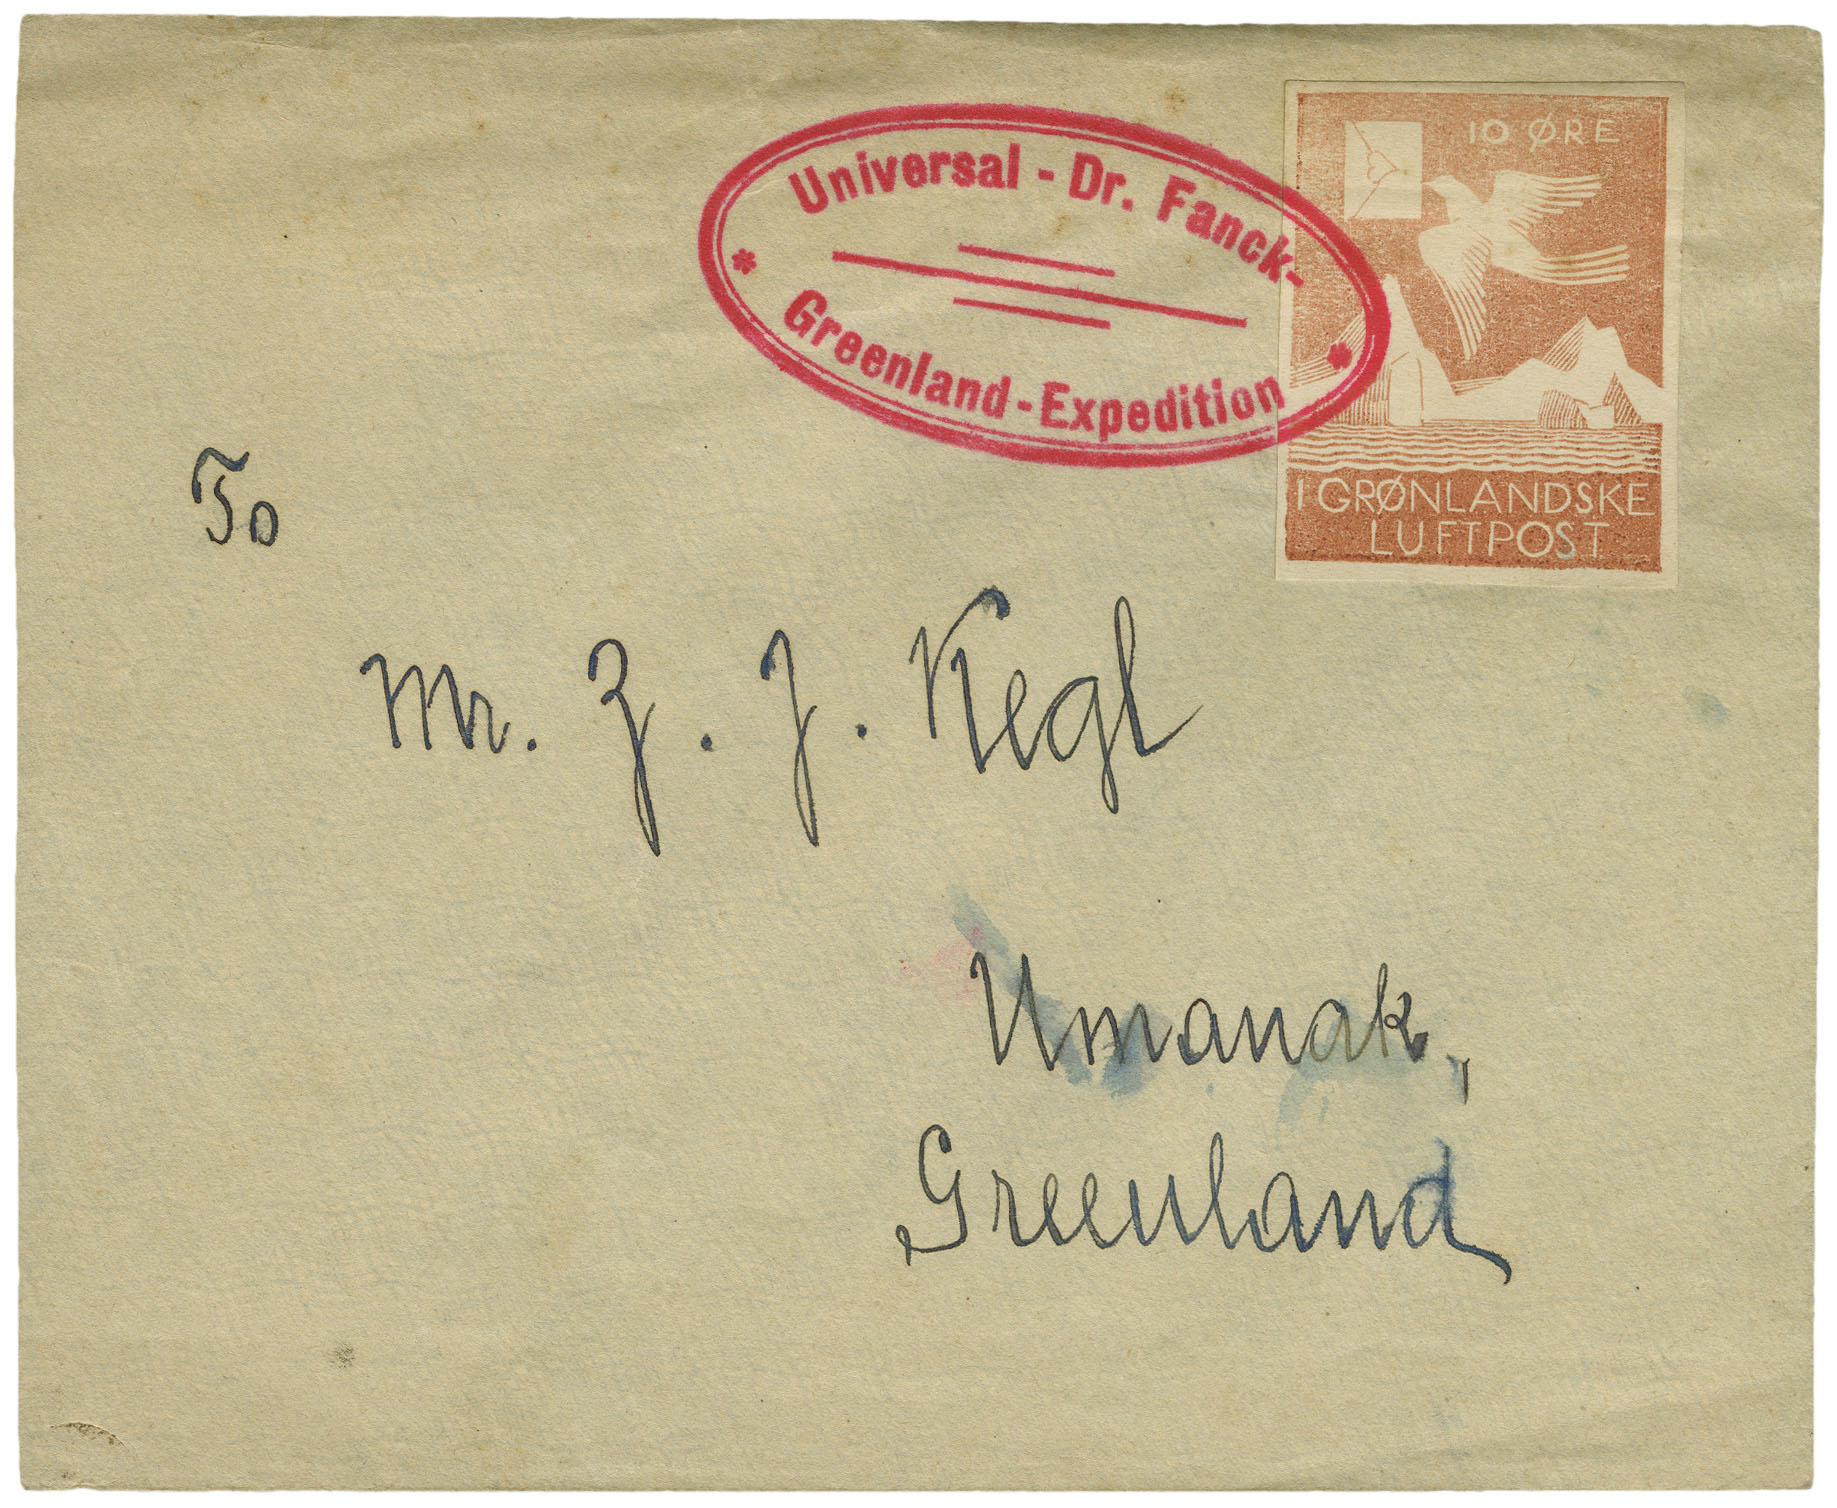 Universal - Dr. Fanck-
Greenland - Expedition
10 ØRE
I GRØNLANDSKE
LUFTPOST
To
Mr. Z. J. Kegl
Umanak,
Greenland